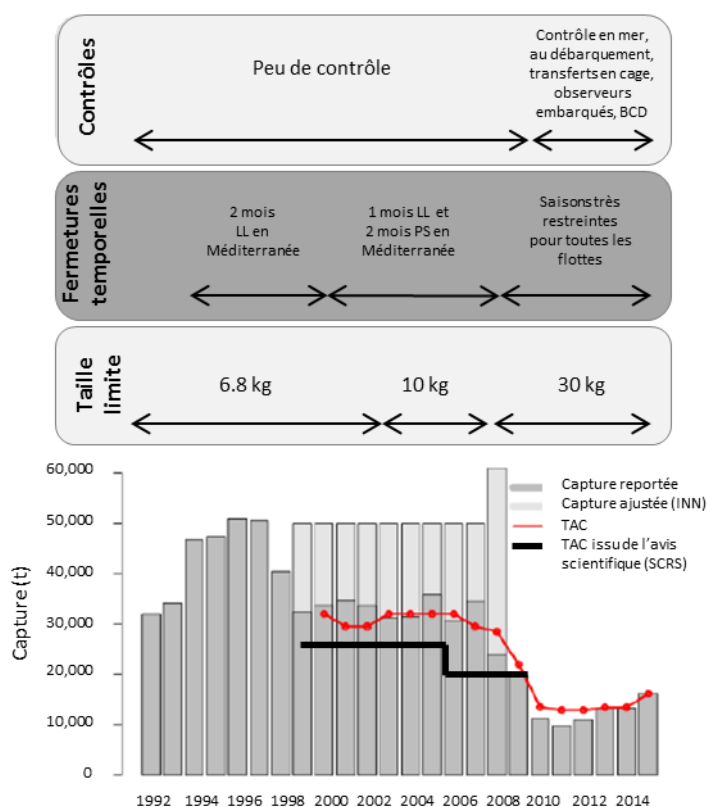 Contrôles
Peu de contrôle
Contrôle en mer,
au débarquement,
transferts en cage,
observeurs
embarqués, BCD
Fermetures
temporelles
2 mois
LL en
Méditerranée
1 mois LL et
2 mois PS en
Méditerranée
Saisons très
restreintes
pour toutes les
flottes
Taille
limite
6.8 kg
10 kg
30 kg
Capture (t)
60,000
50,000
40,000
30,000
20,000
10,000
0
Capture reportée
Capture ajustée (INN)
TAC
TAC issu de l'avis
scientifique (SCRS)
1992 1994 1996 1998 2000 2002 2004 2006 2008 2010 2012 2014